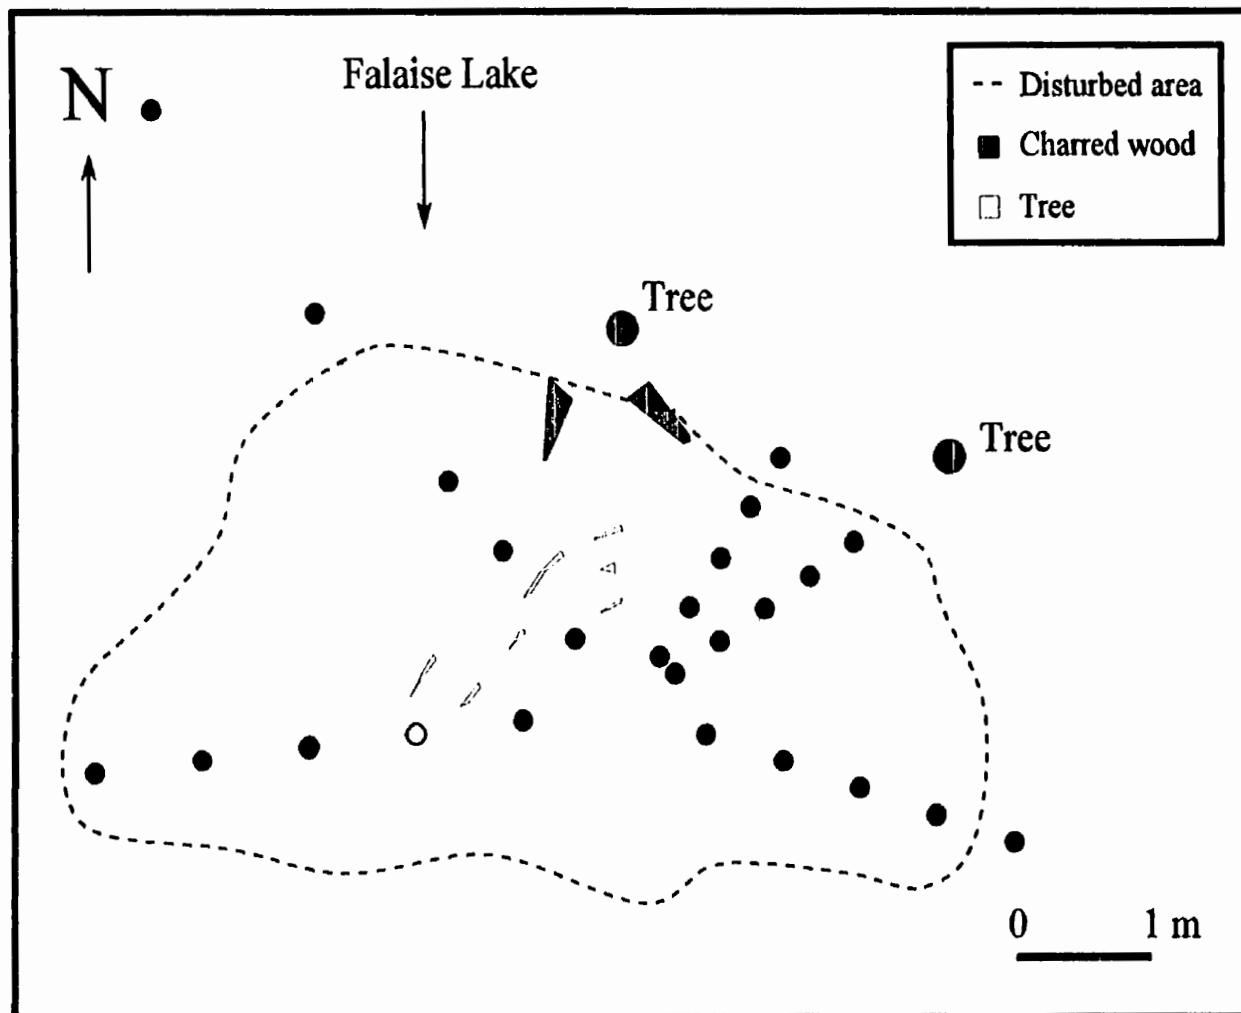 N
Falaise Lake
Disturbed area
Charred wood
Tree
Tree
Tree
0 1 m